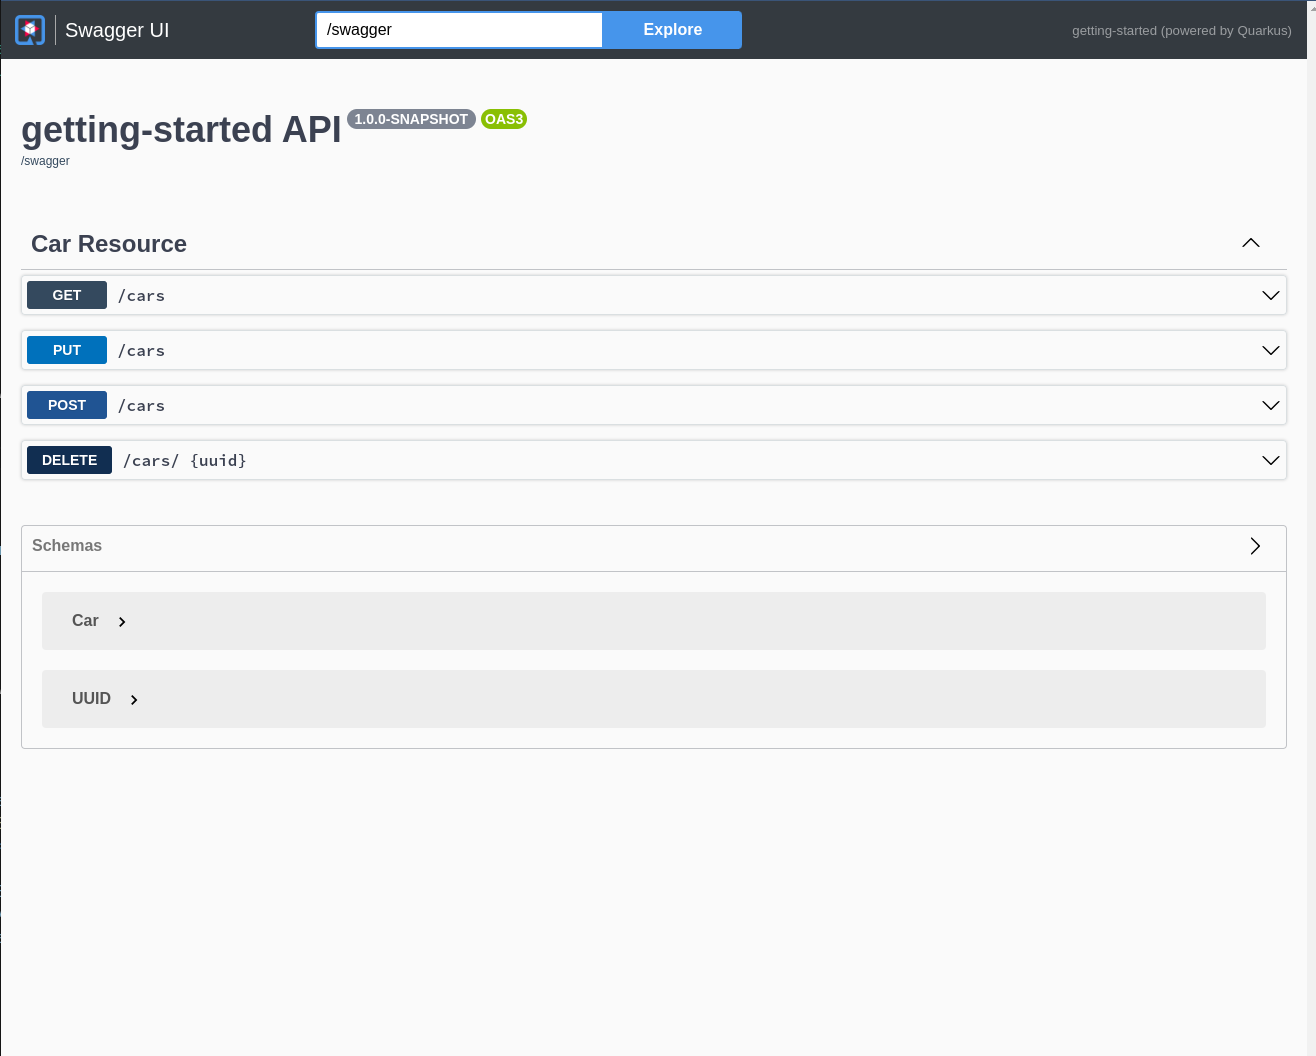 Swagger UI /swagger Explore getting-started (powered by Quarkus)
getting-started API 1.0.0-SNAPSHOT OAS3
/swagger
Car Resource
GET /cars
PUT /cars
POST /cars
DELETE /cars/ {uuid}
Schemas
Car
UUID